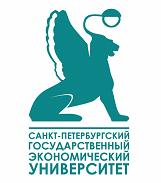 САНКТ-ПЕТЕРБУРГСКИЙ
ГОСУДАРСТВЕННЫЙ
ЭКОНОМИЧЕСКИЙ
УНИВЕРСИТЕТ